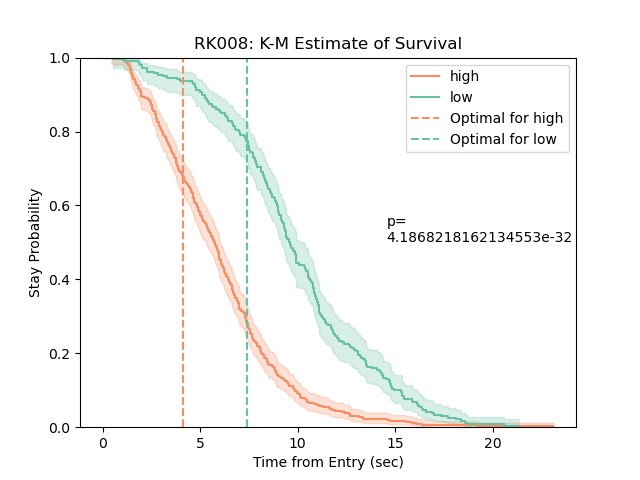 RK008: K-M Estimate of Survival
high
low
Optimal for high
Optimal for low
p=
4.1868218162134553e-32
Stay Probability
1.0
0.8
0.6
0.4
0.2
0.0
0
5
10
15
20
Time from Entry (sec)